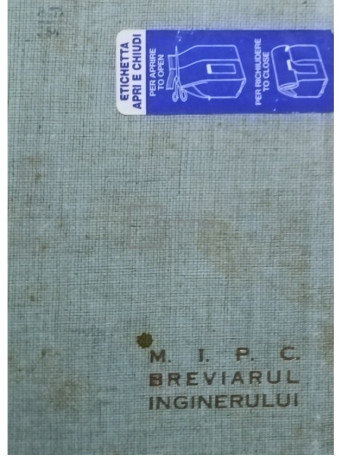 ETICHETTA
APRI E CHIUDI
PER APRIRE
TO OPEN
PER RICHIUDERE
TO CLOSE
M. I. P. C.
BREVIARUL
INGINERULUI